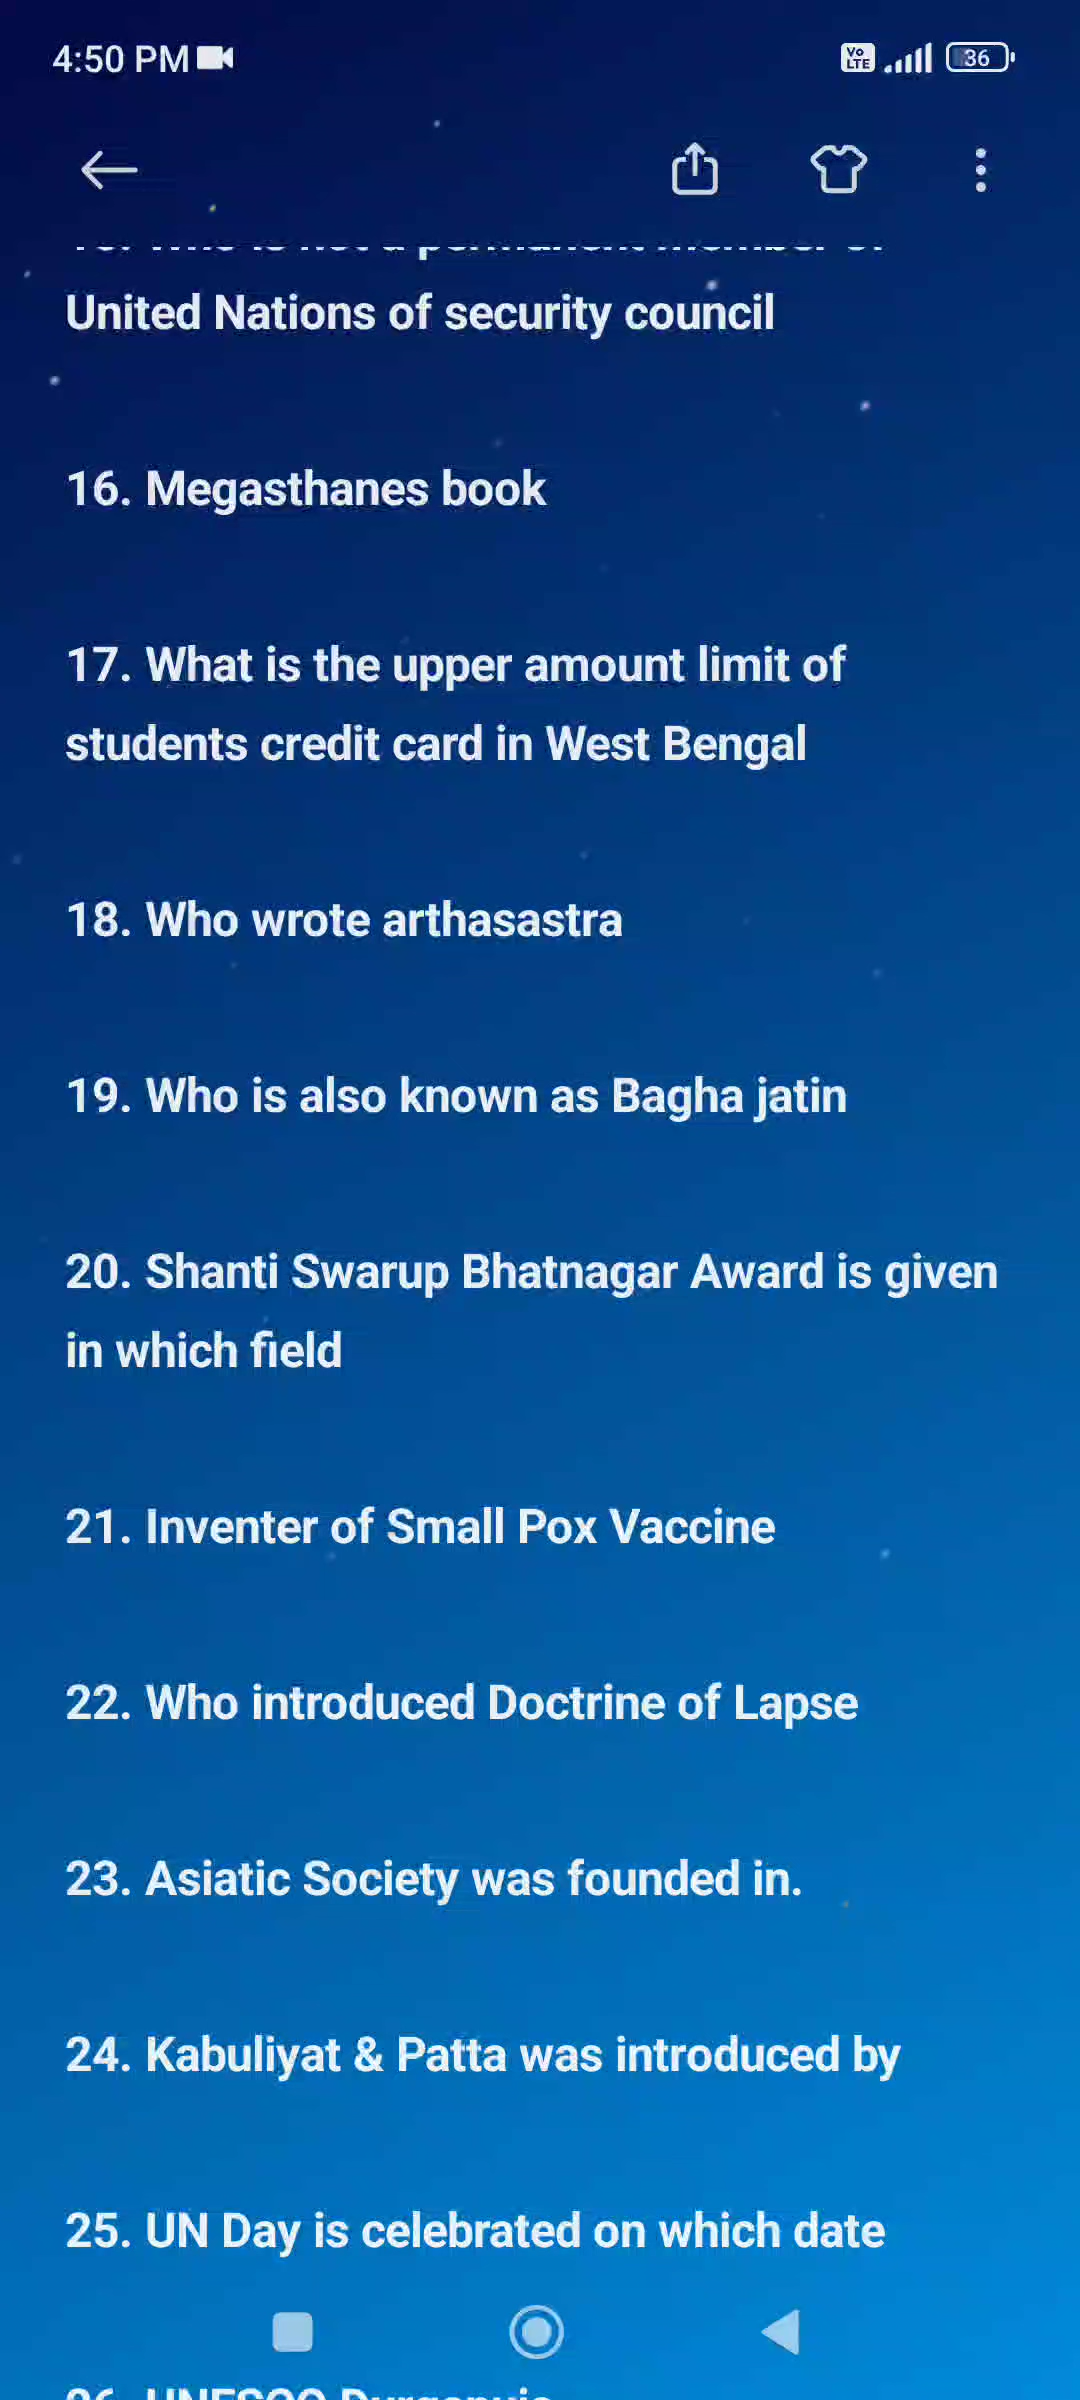 4:50 PM
Vo LTE
36
United Nations of security council
16. Megasthanes book
17. What is the upper amount limit of
students credit card in West Bengal
18. Who wrote arthasastra
19. Who is also known as Bagha jatin
20. Shanti Swarup Bhatnagar Award is given
in which field
21. Inventer of Small Pox Vaccine
22. Who introduced Doctrine of Lapse
23. Asiatic Society was founded in.
24. Kabuliyat & Patta was introduced by
25. UN Day is celebrated on which date